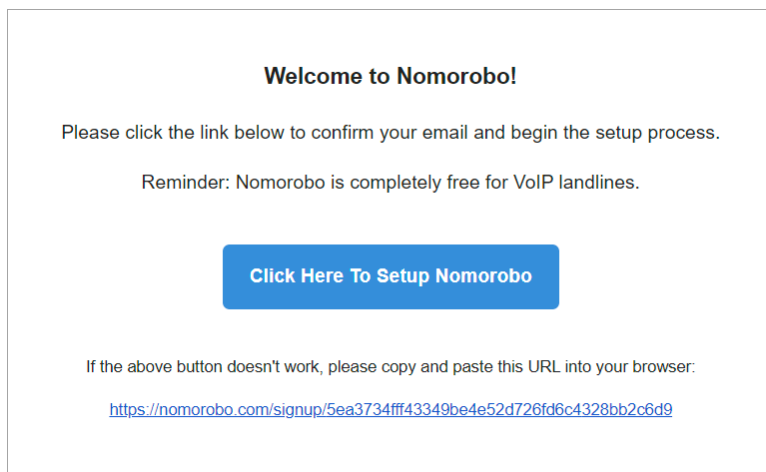 Welcome to Nomorobo!
Please click the link below to confirm your email and begin the setup process.
Reminder: Nomorobo is completely free for VoIP landlines.
Click Here To Setup Nomorobo
If the above button doesn't work, please copy and paste this URL into your browser:
https://nomorobo.com/signup/5ea3734fff43349be4e52d726fd6c4328bb2c6d9